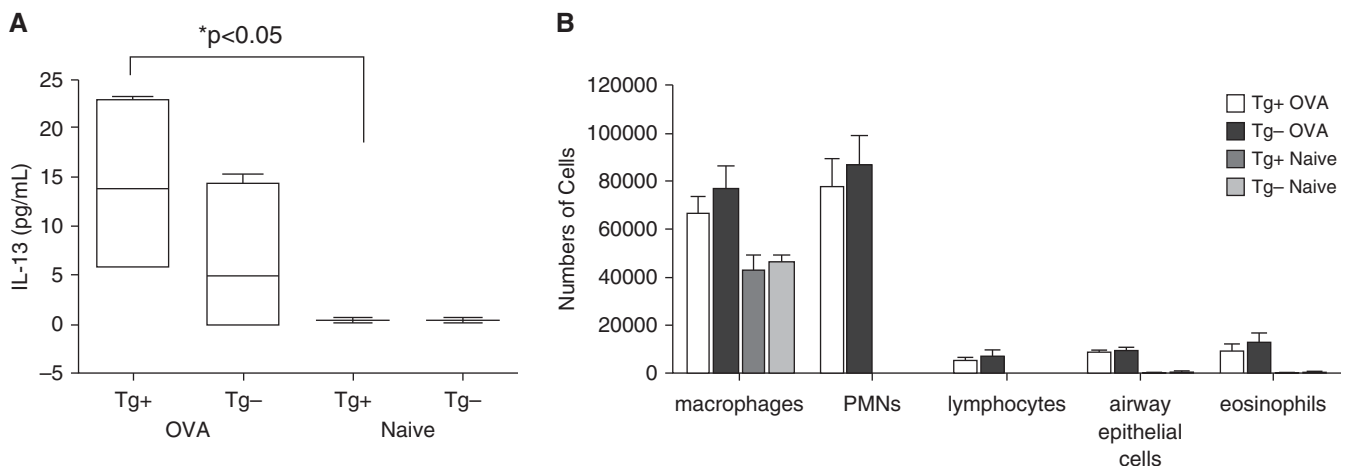 A
*p<0.05
IL-13 (pg/mL)
25
20
15
10
5
0
–5
Tg+ Tg– Tg+ Tg–
OVA Naive
B
Numbers of Cells
120000
100000
80000
60000
40000
20000
0
Tg+ OVA
Tg– OVA
Tg+ Naive
Tg– Naive
macrophages PMNs lymphocytes airway eosinophils
epithelial
cells